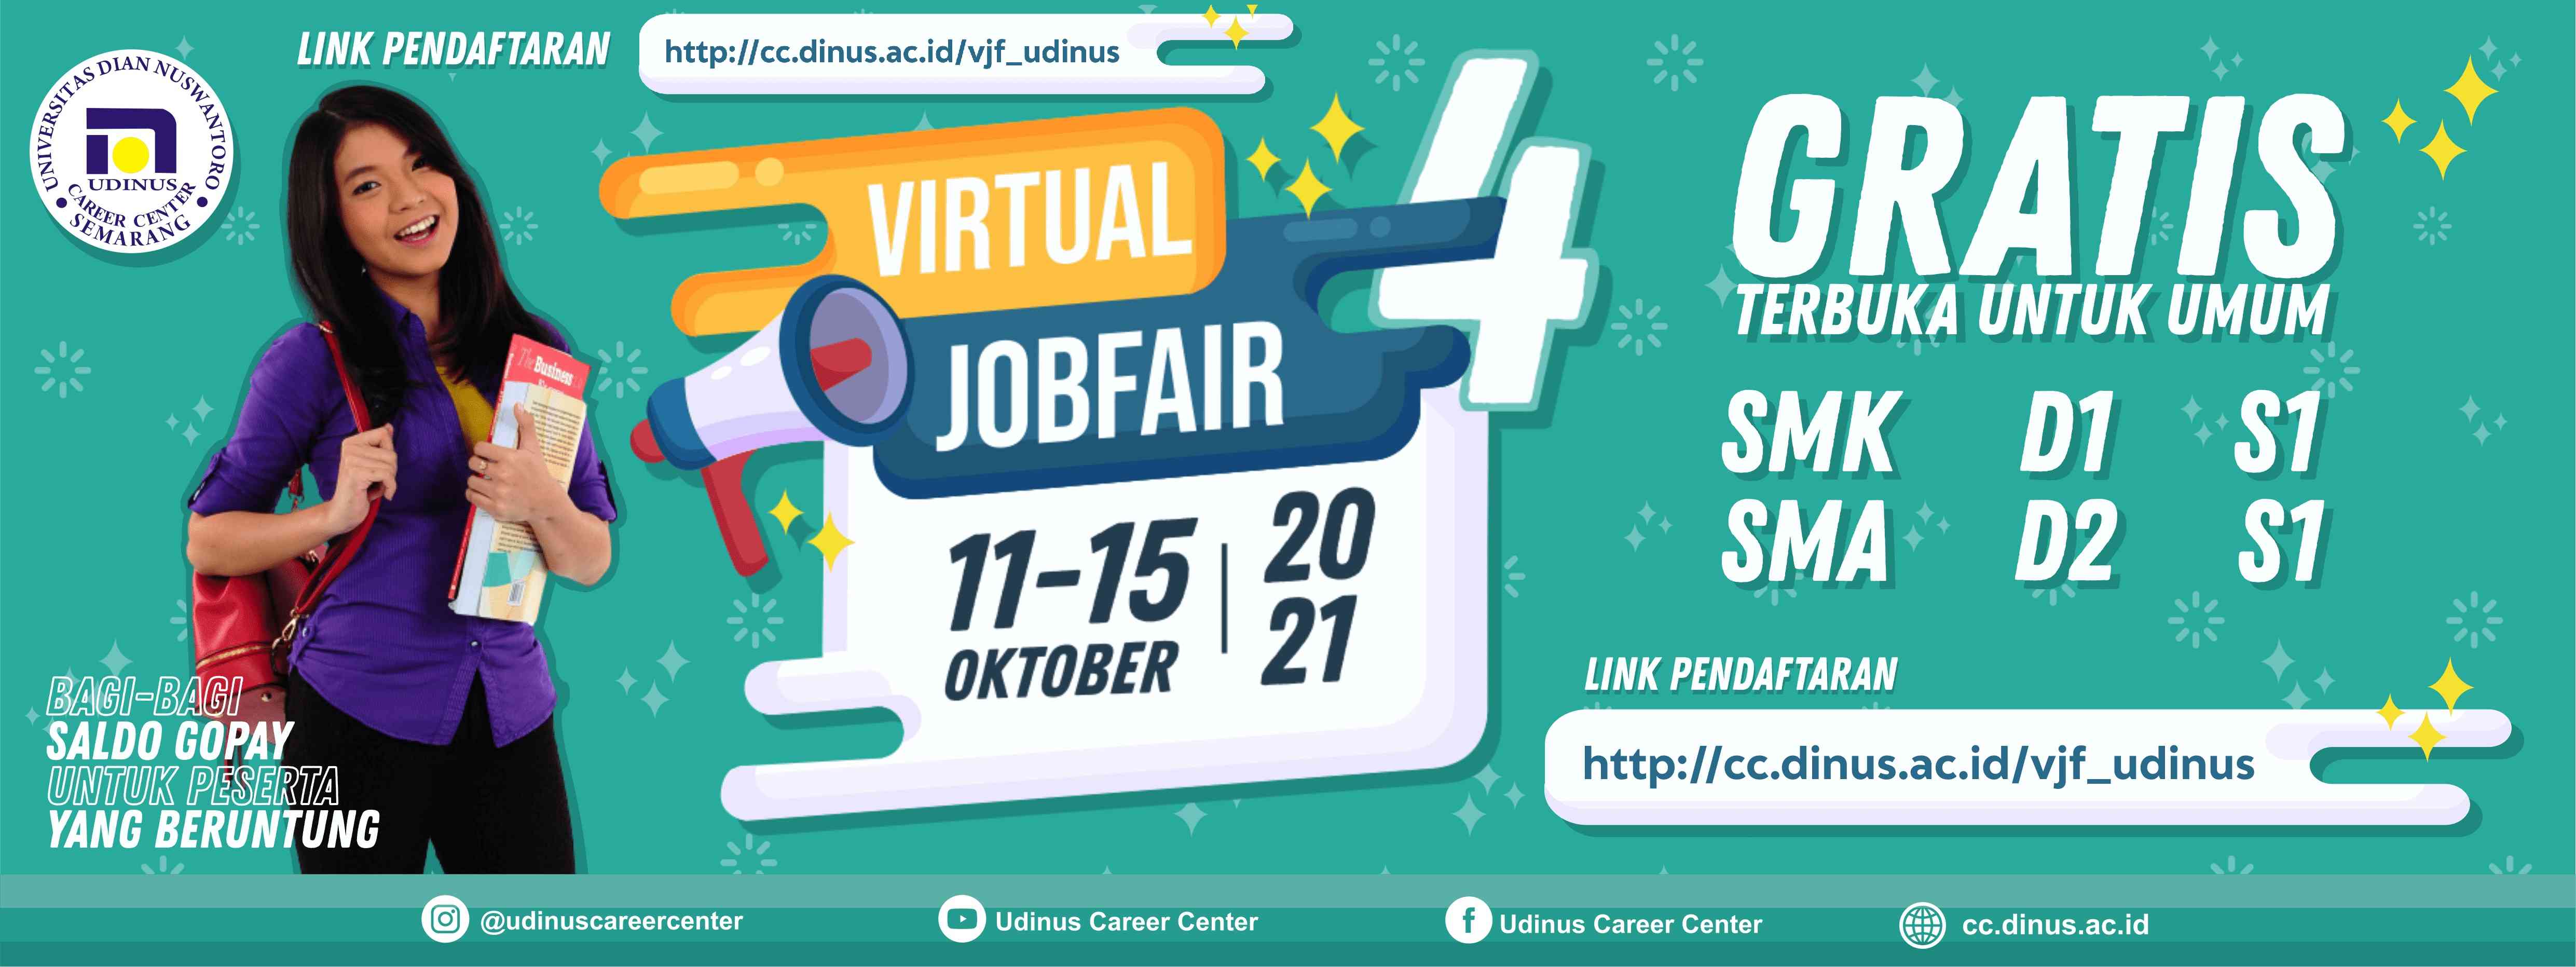 UNIVERSITAS DIAN NUSWANTORO
UDINUS
CAREER CENTER
SEMARANG
LINK PENDAFTARAN
http://cc.dinus.ac.id/vjf_udinus
VIRTUAL
JOBFAIR
4
11-15
OKTOBER
20
21
The Business
GRATIS
TERBUKA UNTUK UMUM
SMK D1 S1
SMA D2 S1
LINK PENDAFTARAN
http://cc.dinus.ac.id/vjf_udinus
BAGI-BAGI
SALDO GOPAY
UNTUK PESERTA
YANG BERUNTUNG
@udinuscareercenter
Udinus Career Center
Udinus Career Center
cc.dinus.ac.id